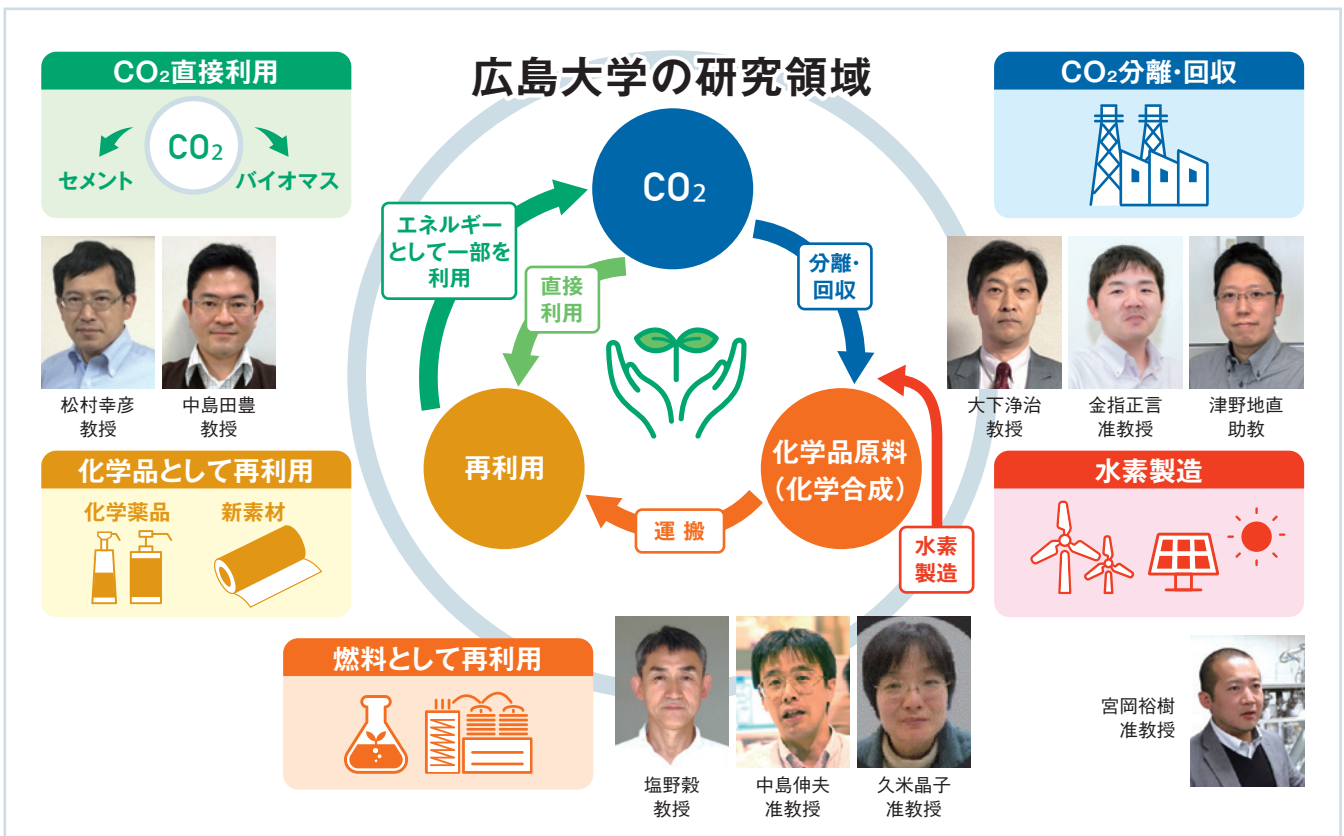 広島大学の研究領域
CO₂直接利用
CO₂
セメント
バイオマス
松村幸彦
教授
中島田豊
教授
化学品として再利用
化学薬品
新素材
燃料として再利用
CO₂
エネルギー
として一部を
利用
直接
利用
分離・
回収
再利用
化学品原料
（化学合成）
運搬
水素
製造
塩野毅
教授
中島伸夫
准教授
久米晶子
准教授
CO₂分離・回収
大下浄治
教授
金指正言
准教授
津野地直
助教
水素製造
宮岡裕樹
准教授